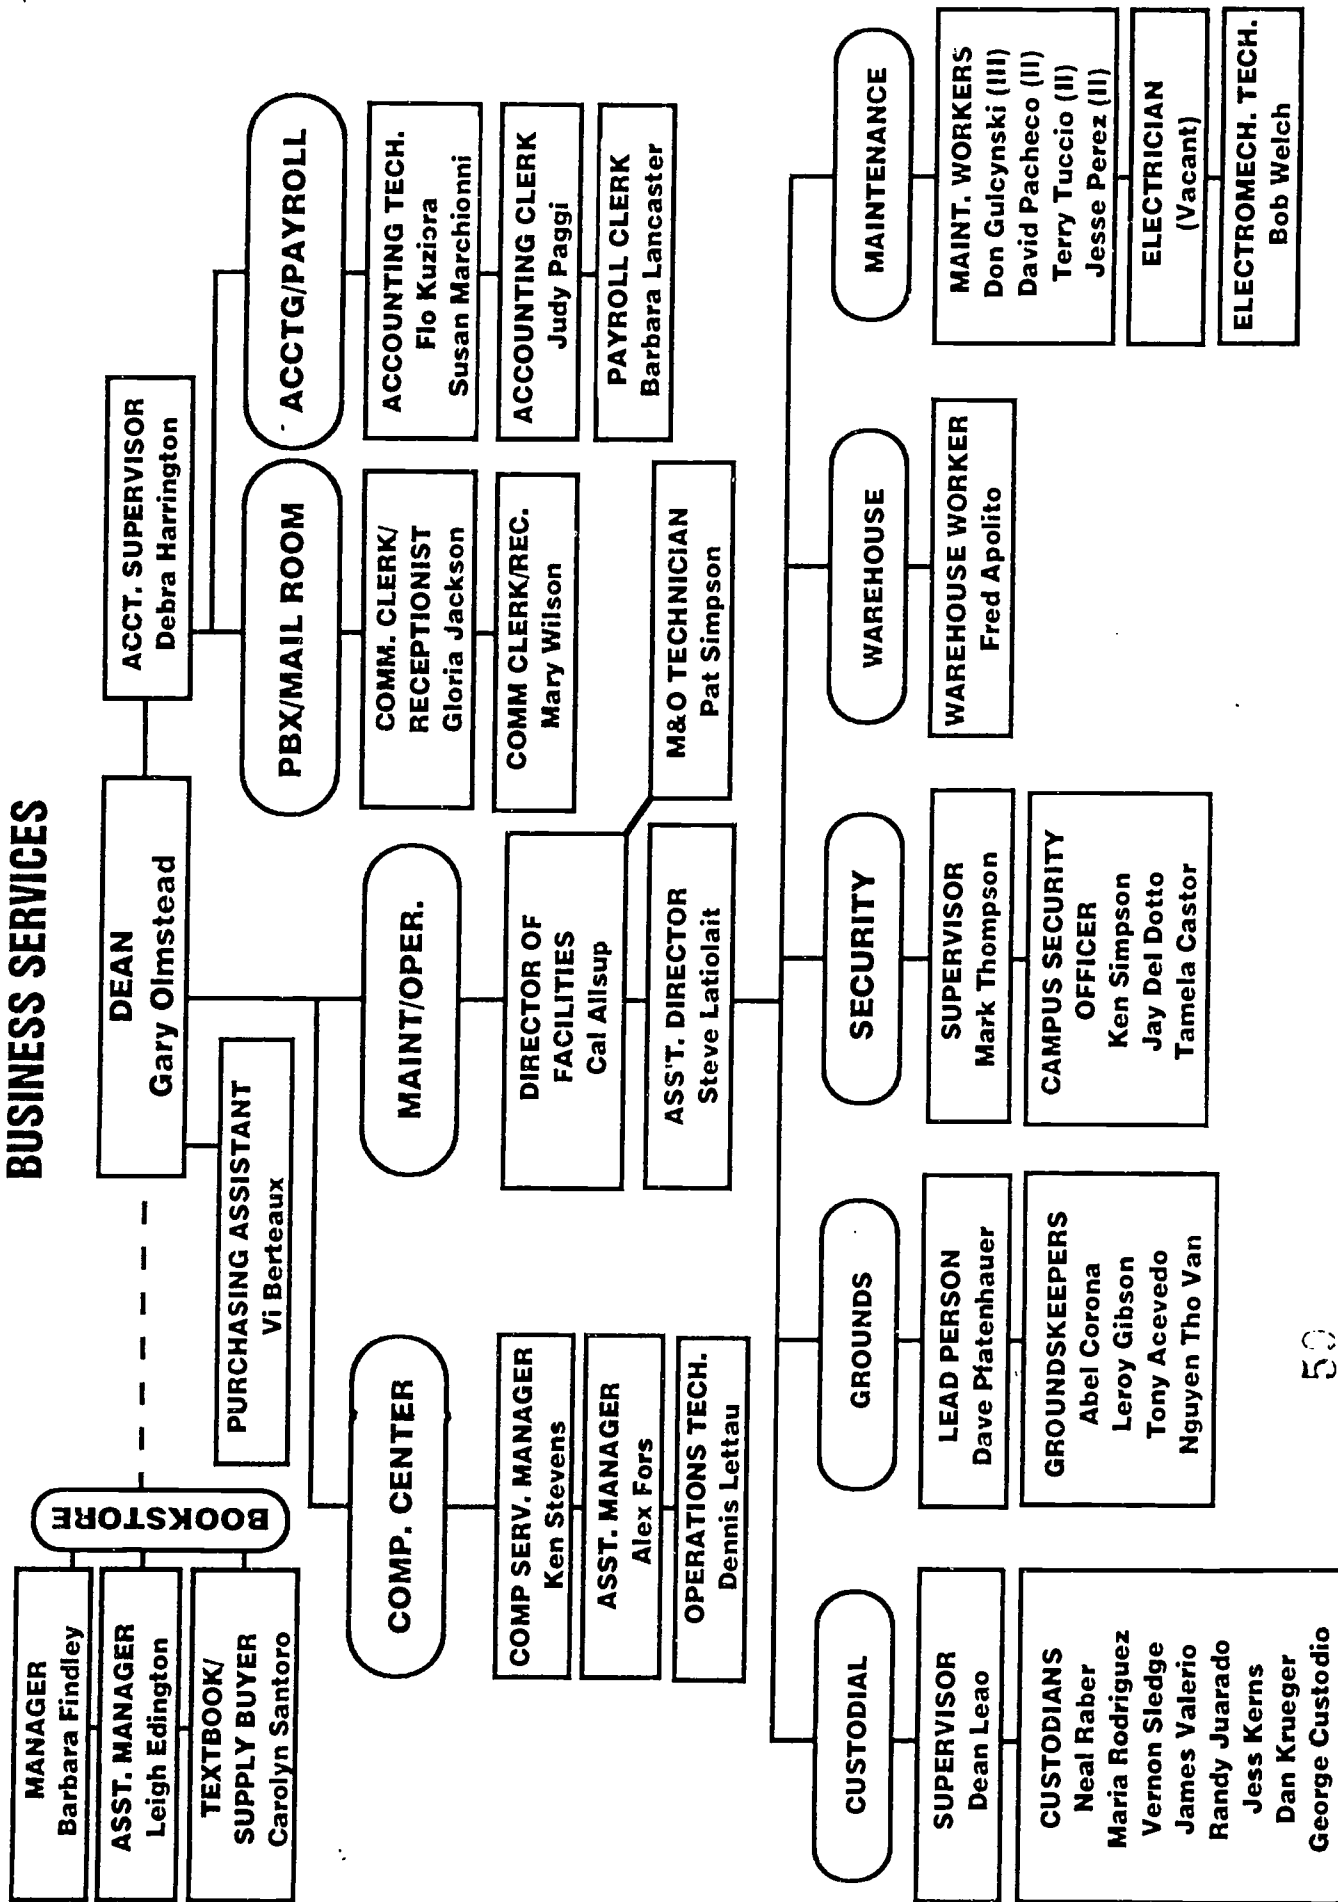 BUSINESS SERVICES
DEAN
Gary Olmstead
ACCT. SUPERVISOR
Debra Harrington
PURCHASING ASSISTANT
Vi Berteaux
BOOKSTORE
MANAGER
Barbara Findley
ASST. MANAGER
Leigh Edington
TEXTBOOK/
SUPPLY BUYER
Carolyn Santoro
COMP. CENTER
COMP SERV. MANAGER
Ken Stevens
ASST. MANAGER
Alex Fors
OPERATIONS TECH.
Dennis Lettau
MAINT/OPER.
DIRECTOR OF
FACILITIES
Cal Allsup
ASS'T. DIRECTOR
Steve Latiolait
M&O TECHNICIAN
Pat Simpson
PBX/MAIL ROOM
COMM. CLERK/
RECEPTIONIST
Gloria Jackson
COMM CLERK/REC.
Mary Wilson
ACCTG/PAYROLL
ACCOUNTING TECH.
Flo Kuziora
Susan Marchionni
ACCOUNTING CLERK
Judy Paggi
PAYROLL CLERK
Barbara Lancaster
CUSTODIAL
SUPERVISOR
Dean Leao
CUSTODIANS
Neal Raber
Maria Rodriguez
Vernon Sledge
James Valerio
Randy Juarado
Jess Kerns
Dan Krueger
George Custodio
GROUNDS
LEAD PERSON
Dave Pfatenhauer
GROUNDSKEEPERS
Abel Corona
Leroy Gibson
Tony Acevedo
Nguyen Tho Van
SECURITY
SUPERVISOR
Mark Thompson
CAMPUS SECURITY
OFFICER
Ken Simpson
Jay Del Dotto
Tamela Castor
WAREHOUSE
WAREHOUSE WORKER
Fred Apolito
MAINTENANCE
MAINT. WORKERS
Don Gulcynski (III)
David Pacheco (II)
Terry Tuccio (II)
Jesse Perez (II)
ELECTRICIAN
(Vacant)
ELECTROMECH. TECH.
Bob Welch